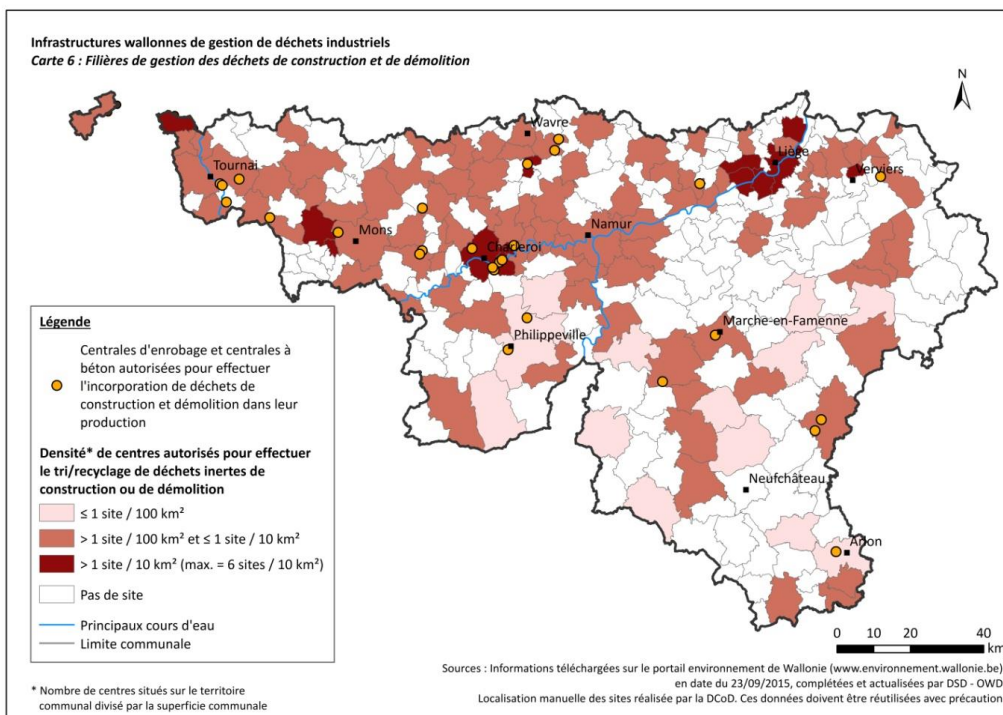 Infrastructures wallonnes de gestion de déchets industriels
Carte 6 : Filières de gestion des déchets de construction et de démolition
N
Wavre
Tournai
Liège
Verviers
Mons
Namur
Charleroi
Marche-en-Famenne
Philippeville
Neufchâteau
Arlon
Légende
Centrales d'enrobage et centrales à
béton autorisées pour effectuer
l'incorporation de déchets de
construction et démolition dans leur
production
Densité* de centres autorisés pour effectuer
le tri/recyclage de déchets inertes de
construction ou de démolition
≤ 1 site / 100 km²
> 1 site / 100 km² et ≤ 1 site / 10 km²
> 1 site / 10 km² (max. = 6 sites / 10 km²)
Pas de site
Principaux cours d'eau
Limite communale
0 10 20 40
km
* Nombre de centres situés sur le territoire
communal divisé par la superficie communale
Sources : Informations téléchargées sur le portail environnement de Wallonie (www.environnement.wallonie.be)
en date du 23/09/2015, complétées et actualisées par DSD - OWD
Localisation manuelle des sites réalisée par la DCoD. Ces données doivent être réutilisées avec précaution